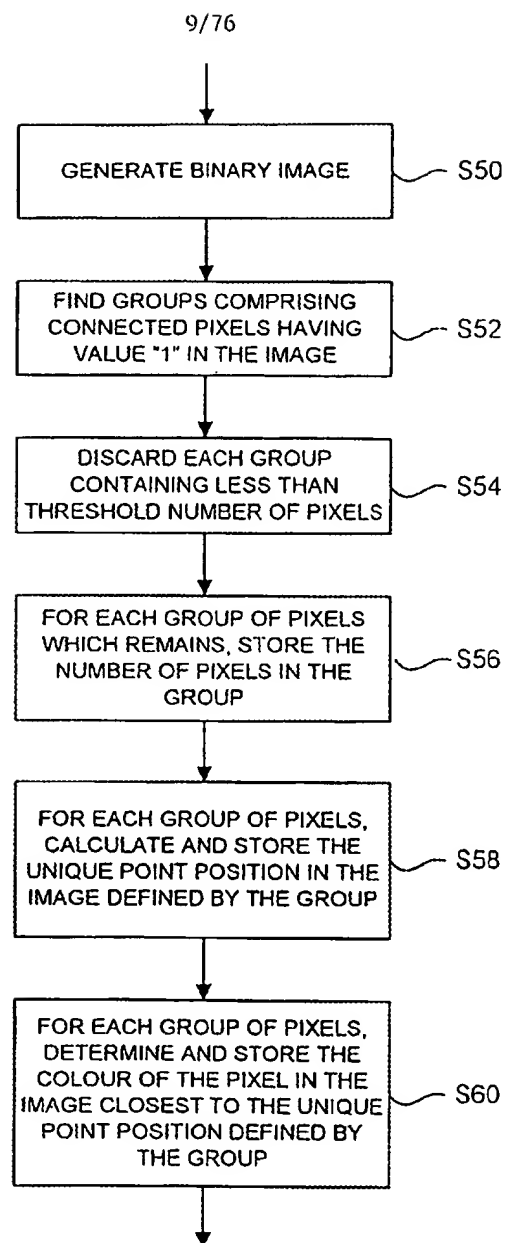 9/76
GENERATE BINARY IMAGE
S50
FIND GROUPS COMPRISING
CONNECTED PIXELS HAVING
VALUE "1" IN THE IMAGE
S52
DISCARD EACH GROUP
CONTAINING LESS THAN
THRESHOLD NUMBER OF PIXELS
S54
FOR EACH GROUP OF PIXELS
WHICH REMAINS, STORE THE
NUMBER OF PIXELS IN THE
GROUP
S56
FOR EACH GROUP OF PIXELS,
CALCULATE AND STORE THE
UNIQUE POINT POSITION IN THE
IMAGE DEFINED BY THE GROUP
S58
FOR EACH GROUP OF PIXELS,
DETERMINE AND STORE THE
COLOUR OF THE PIXEL IN THE
IMAGE CLOSEST TO THE UNIQUE
POINT POSITION DEFINED BY
THE GROUP
S60